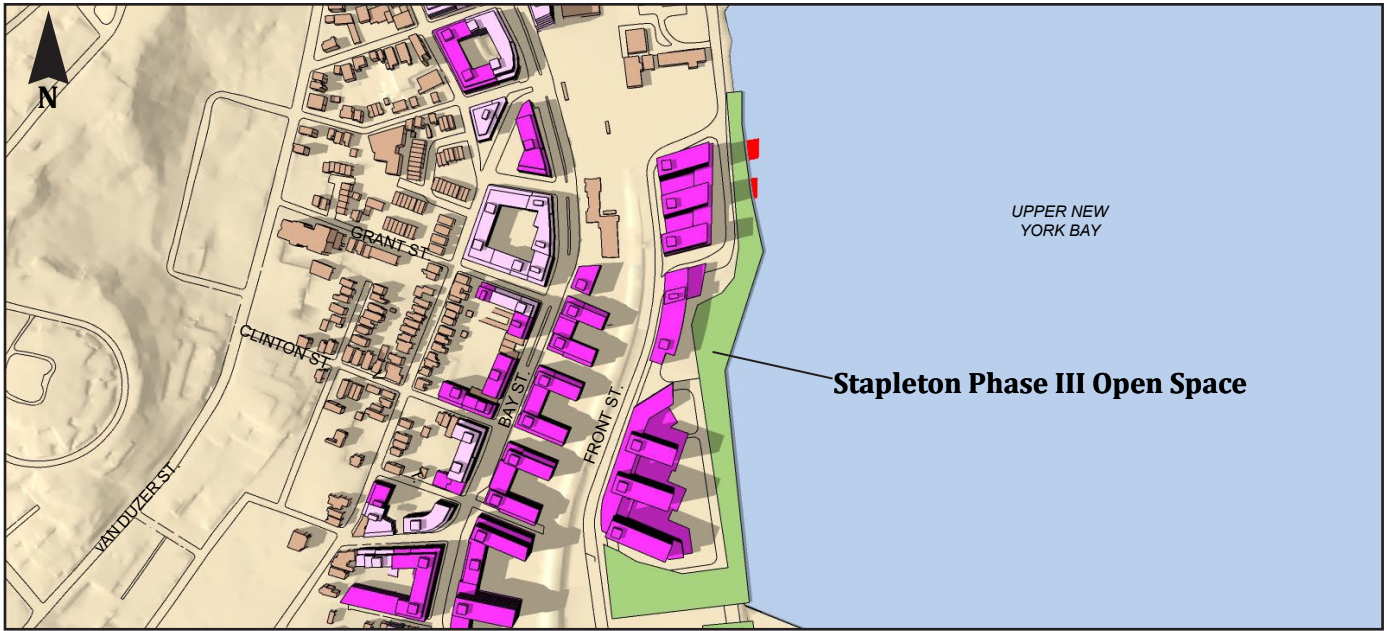 N
UPPER NEW
YORK BAY
GRANT ST.
CLINTON ST.
Stapleton Phase III Open Space
BAY ST.
FRONT ST.
VAN DUZER ST.